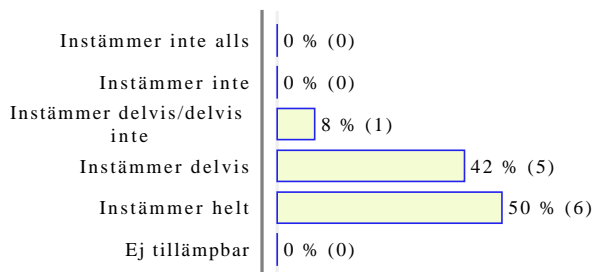 Instämmer inte alls 0 % (0)
Instämmer inte 0 % (0)
Instämmer delvis/delvis
inte 8 % (1)
Instämmer delvis 42 % (5)
Instämmer helt 50 % (6)
Ej tillämpbar 0 % (0)